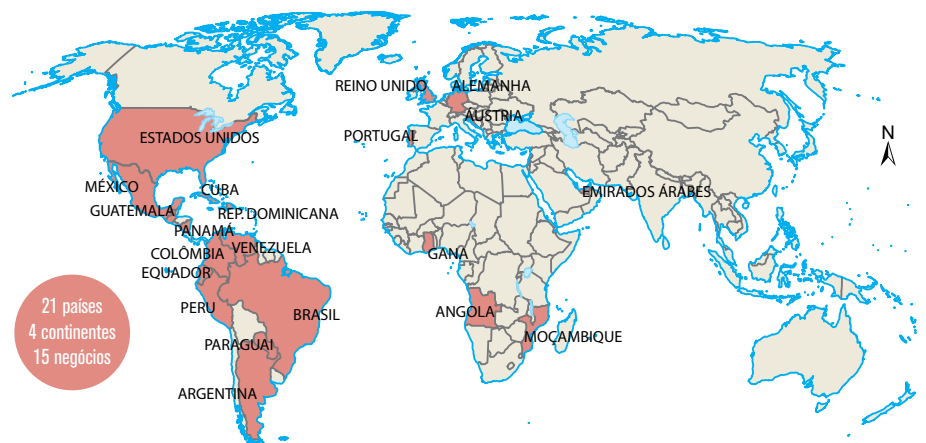 REINO UNIDO
ALEMANHA
ÁUSTRIA
PORTUGAL
ESTADOS UNIDOS
N
MÉXICO
CUBA
EMIRADOS ÁRABES
GUATEMALA
REP.DOMINICANA
PANAMÁ
VENEZUELA
COLÔMBIA
GANA
EQUADOR
PERU
BRASIL
ANGOLA
MOÇAMBIQUE
PARAGUAI
ARGENTINA
21 países
4 continentes
15 negócios